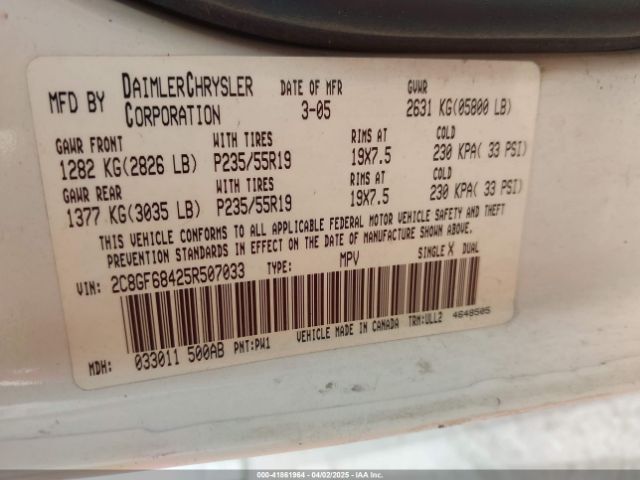 MFD BY DAIMLERCHRYSLER CORPORATION DATE OF MFR 3-05 GVWR 2631 KG(05800 LB)
GAWR FRONT WITH TIRES RIMS AT COLD
1282 KG(2826 LB) P235/55R19 19X7.5 230 KPA( 33 PSI)
GAWR REAR WITH TIRES RIMS AT COLD
1377 KG(3035 LB) P235/55R19 19X7.5 230 KPA( 33 PSI)
THIS VEHICLE CONFORMS TO ALL APPLICABLE FEDERAL MOTOR VEHICLE SAFETY AND THEFT
PREVENTION STANDARDS IN EFFECT ON THE DATE OF MANUFACTURE SHOWN ABOVE.
VIN: 2C8GF68425R507033 TYPE: MPV SINGLE X DUAL
MDH: 033011 500AB PNT:PW1 VEHICLE MADE IN CANADA TRM:ULL2 4648505
000-41861964 - 04/02/2025 - IAA Inc.